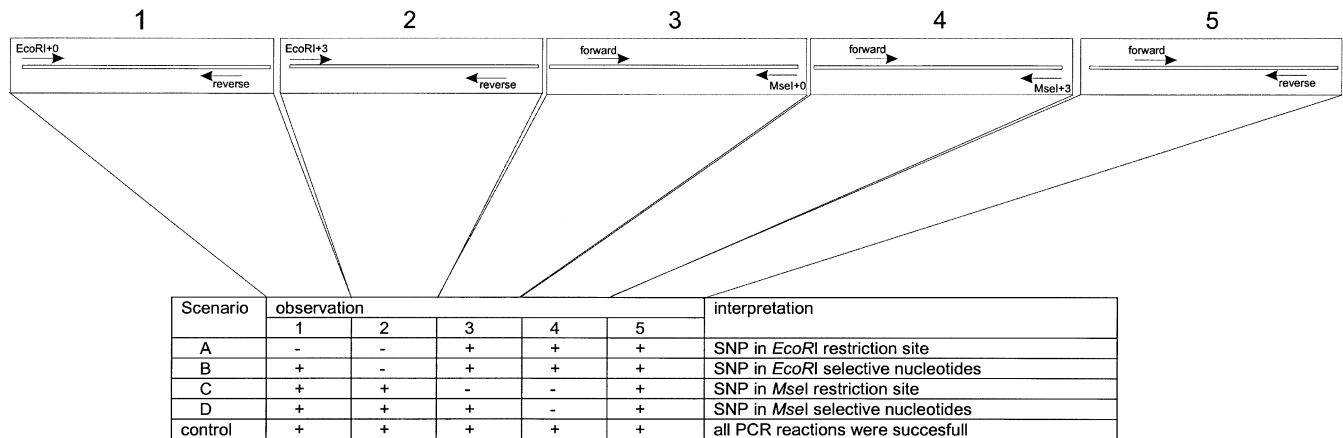 1 2 3 4 5
EcoRI+0 EcoRI+3 forward forward forward
reverse reverse MseI+0 MseI+3 reverse
Scenario observation interpretation
1 2 3 4 5
A - - + + + SNP in EcoRI restriction site
B + - + + + SNP in EcoRI selective nucleotides
C + + - - + SNP in MseI restriction site
D + + + - + SNP in MseI selective nucleotides
control + + + + + all PCR reactions were succesfull